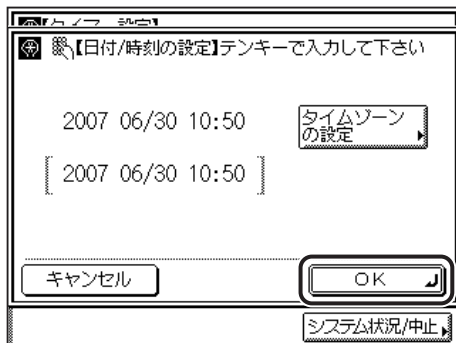 【日付/時刻の設定】テンキーで入力して下さい
2007 06/30 10:50
タイムゾーン
の設定
[ 2007 06/30 10:50 ]
キャンセル
OK
システム状況/中止